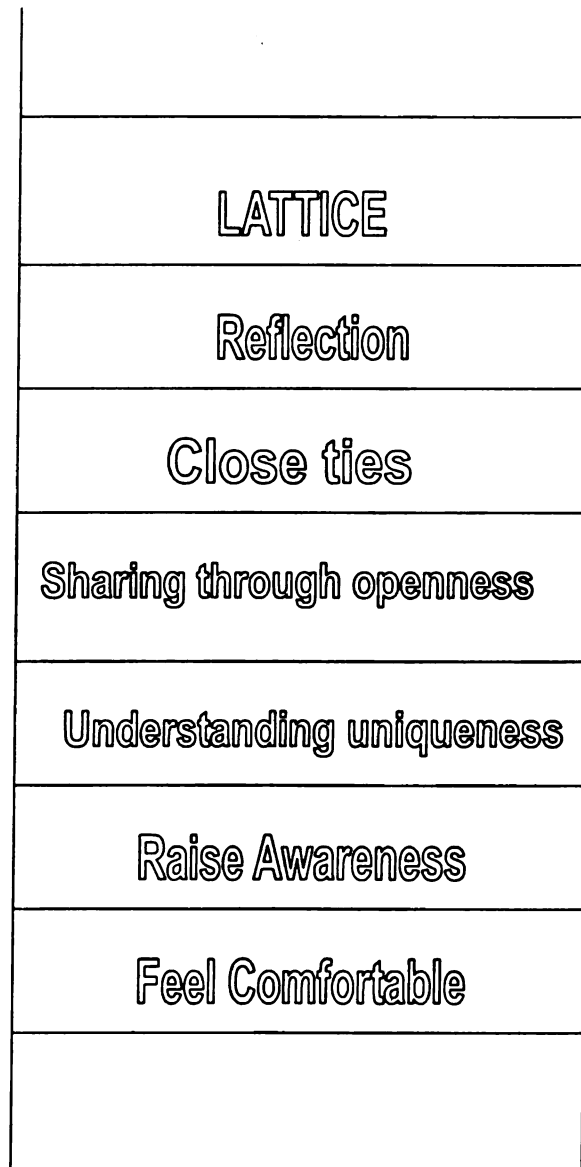 LATTICE
Reflection
Close ties
Sharing through openness
Understanding uniqueness
Raise Awareness
Feel Comfortable